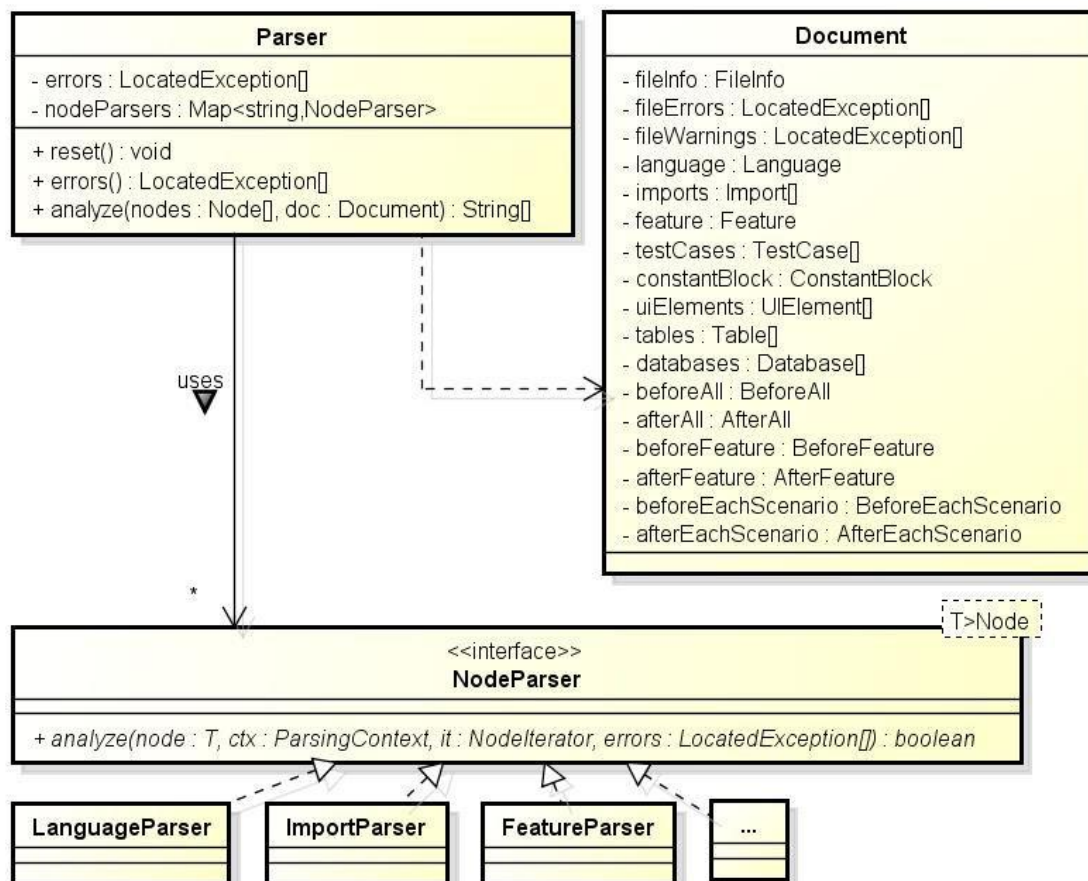 Parser
- errors : LocatedException[]
- nodeParsers : Map<string,NodeParser>
+ reset() : void
+ errors() : LocatedException[]
+ analyze(nodes : Node[], doc : Document) : String[]
Document
- fileInfo : FileInfo
- fileErrors : LocatedException[]
- fileWarnings : LocatedException[]
- language : Language
- imports : Import[]
- feature : Feature
- testCases : TestCase[]
- constantBlock : ConstantBlock
- uiElements : UIElement[]
- tables : Table[]
- databases : Database[]
- beforeAll : BeforeAll
- afterAll : AfterAll
- beforeFeature : BeforeFeature
- afterFeature : AfterFeature
- beforeEachScenario : BeforeEachScenario
- afterEachScenario : AfterEachScenario
uses
*
T>Node
<<interface>>
NodeParser
+ analyze(node : T, ctx : ParsingContext, it : NodeIterator, errors : LocatedException[]) : boolean
LanguageParser
ImportParser
FeatureParser
...